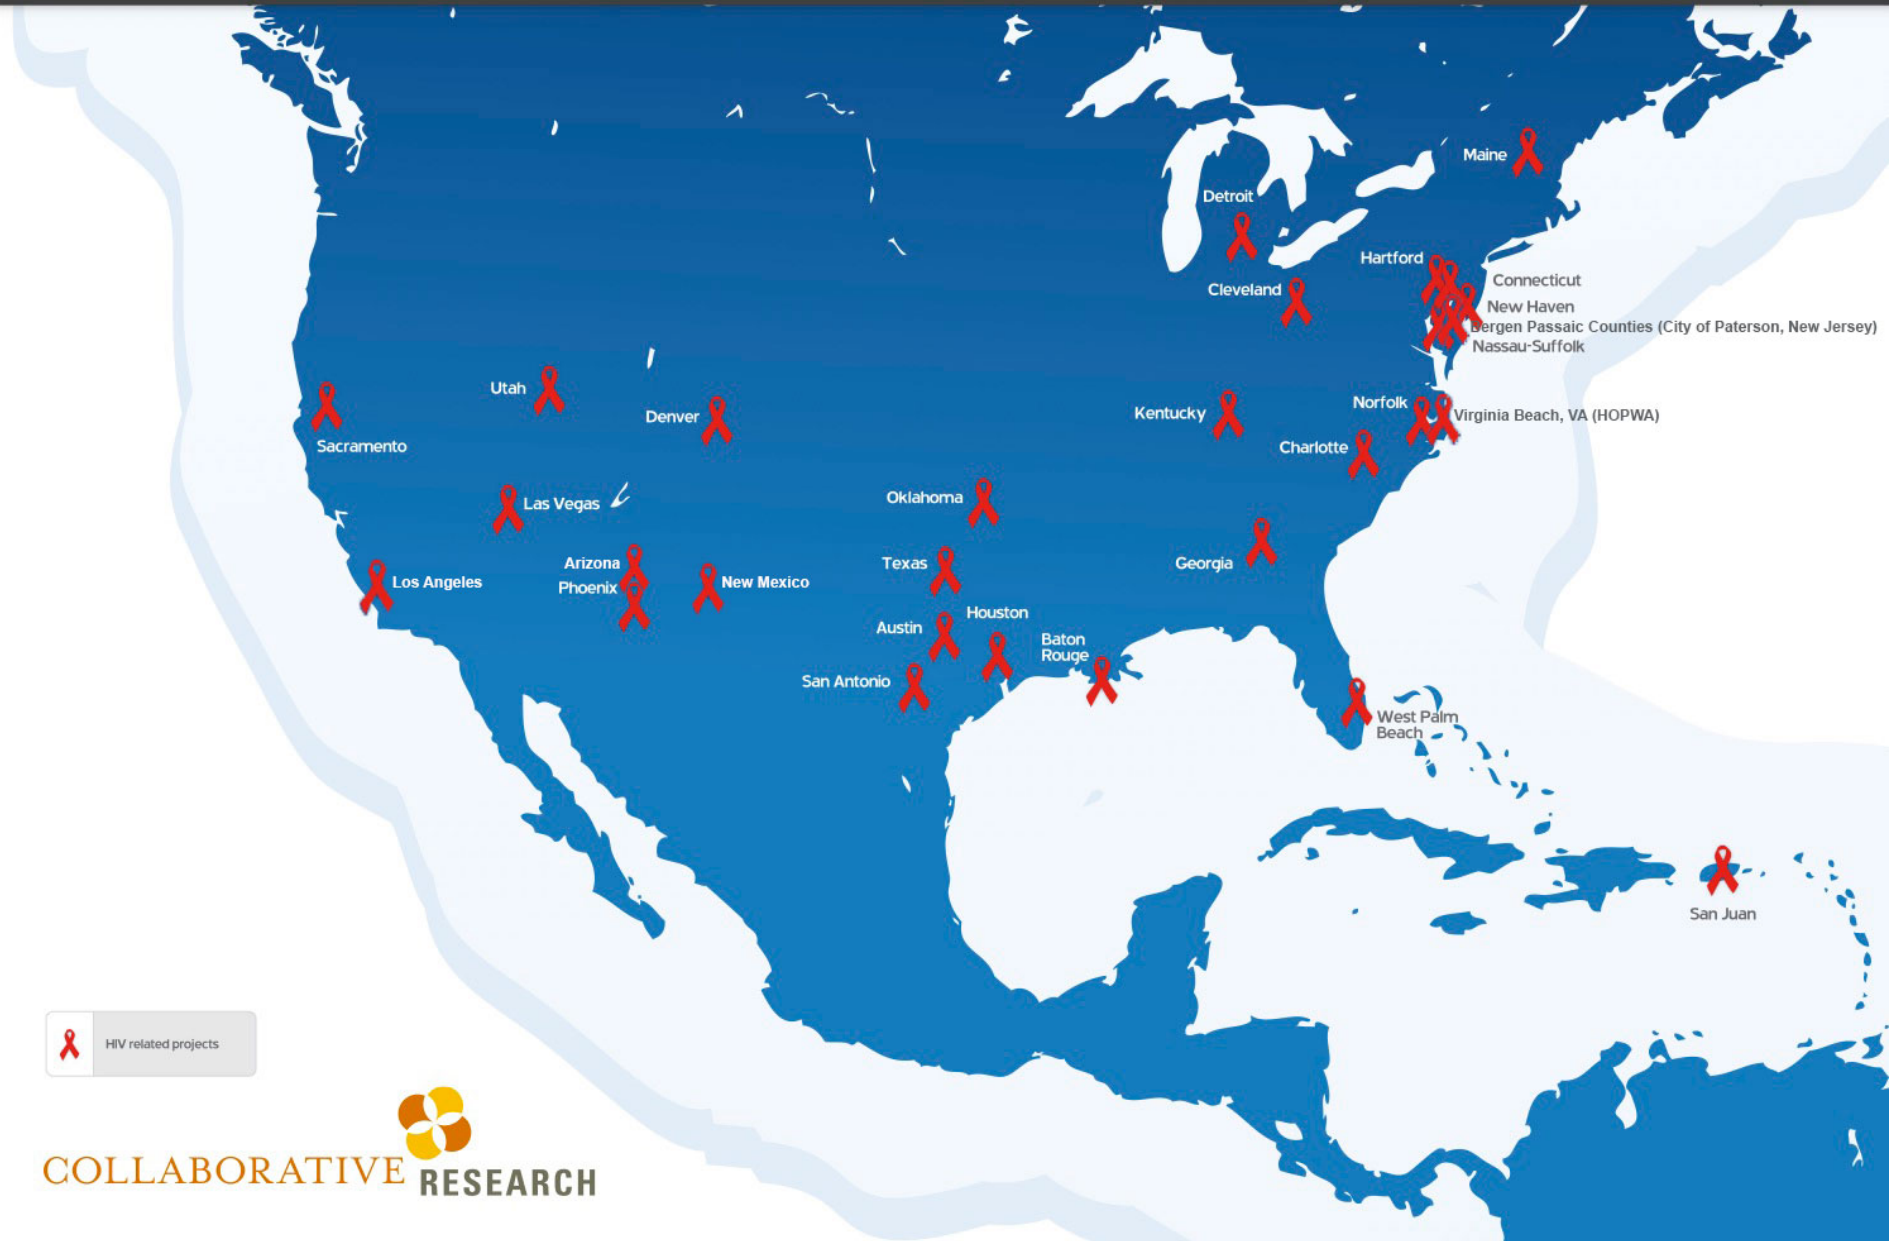 Maine
Detroit
Hartford
Connecticut
Cleveland
New Haven
Bergen Passaic Counties (City of Paterson, New Jersey)
Nassau-Suffolk
Utah
Denver
Kentucky
Norfolk
Virginia Beach, VA (HOPWA)
Sacramento
Charlotte
Las Vegas
Oklahoma
Arizona
Texas
Georgia
Los Angeles
Phoenix
New Mexico
Houston
Austin
Baton
Rouge
San Antonio
West Palm
Beach
San Juan
HIV related projects
COLLABORATIVE RESEARCH